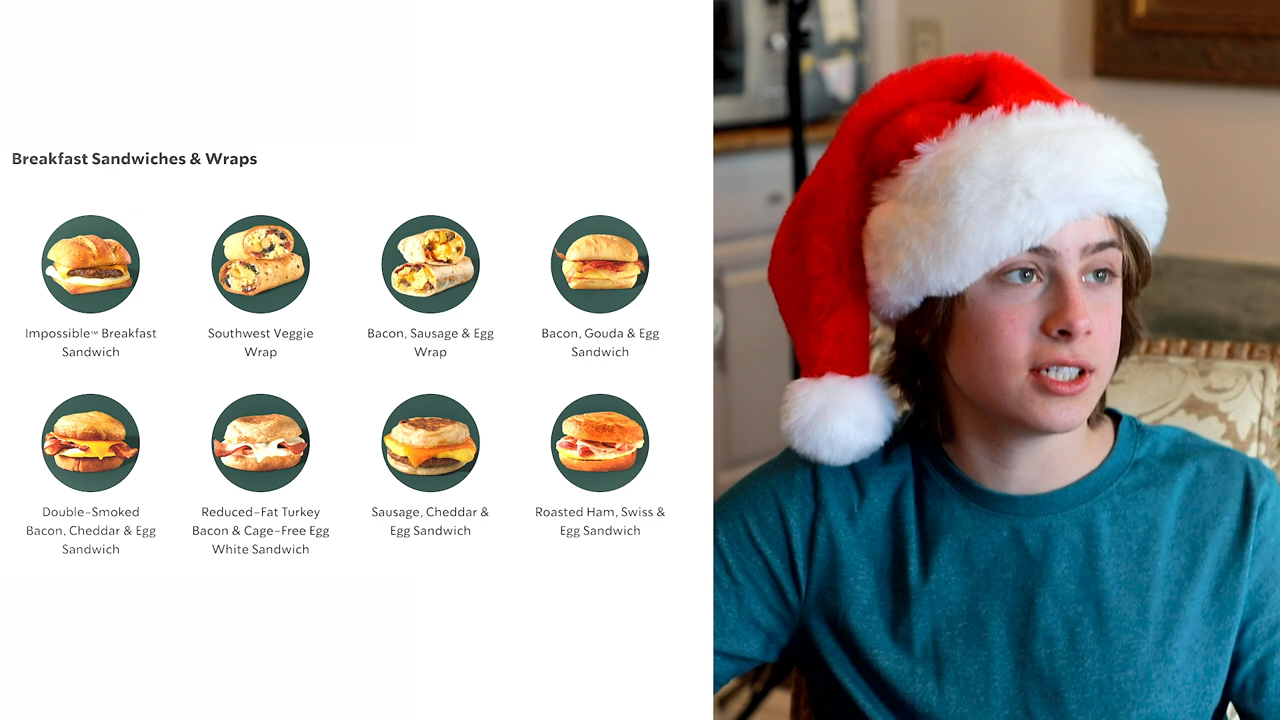 Breakfast Sandwiches & Wraps
Impossible™ Breakfast
Sandwich
Southwest Veggie
Wrap
Bacon, Sausage & Egg
Wrap
Bacon, Gouda & Egg
Sandwich
Double-Smoked
Bacon, Cheddar & Egg
Sandwich
Reduced-Fat Turkey
Bacon & Cage-Free Egg
White Sandwich
Sausage, Cheddar &
Egg Sandwich
Roasted Ham, Swiss &
Egg Sandwich